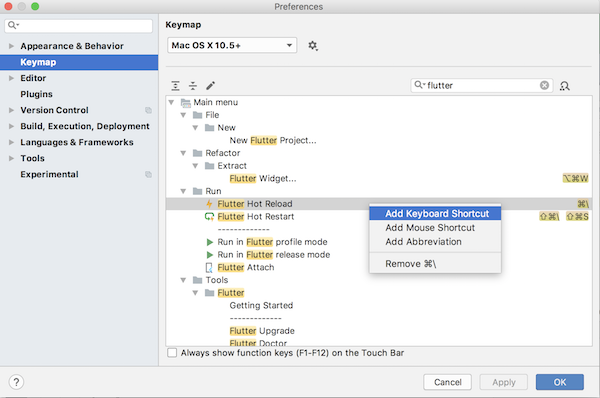 Preferences
Appearance & Behavior
Keymap
Editor
Plugins
Version Control
Build, Execution, Deployment
Languages & Frameworks
Tools
Experimental
Keymap
Mac OS X 10.5+
flutter
Main menu
File
New
New Flutter Project...
Refactor
Extract
Flutter Widget... ⌥⌘W
Run
Flutter Hot Reload ⌘\
Flutter Hot Restart ⇧⌘\ ⇧⌘S
-------------
Run in Flutter profile mode
Run in Flutter release mode
Flutter Attach
Tools
Flutter
Getting Started
-------------
Flutter Upgrade
Flutter Doctor
Add Keyboard Shortcut
Add Mouse Shortcut
Add Abbreviation
Remove ⌘\
Always show function keys (F1-F12) on the Touch Bar
? Cancel Apply OK